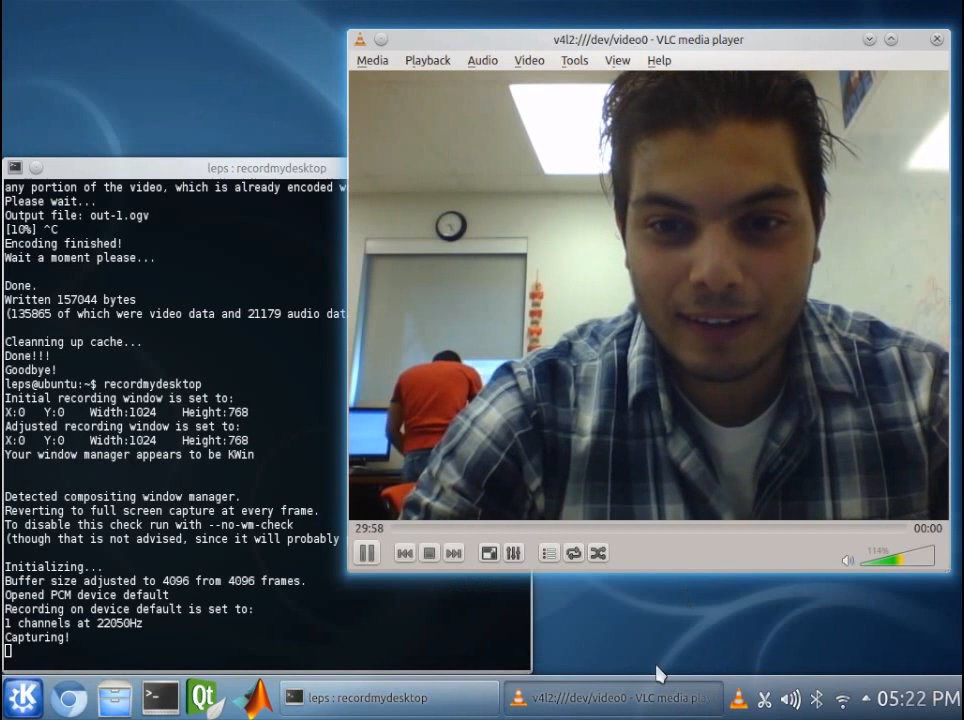 v4l2:///dev/video0 - VLC media player
Media Playback Audio Video Tools View Help
leps : recordmydesktop
any portion of the video, which is already encoded w
Please wait...
Output file: out-1.ogv
[10%] ^C
Encoding finished!
Wait a moment please...
Done.
Written 157044 bytes
(135865 of which were video data and 21179 audio dat
Cleanning up cache...
Done!!!
Goodbye!
leps@ubuntu:~$ recordmydesktop
Initial recording window is set to:
X:0 Y:0 Width:1024 Height:768
Adjusted recording window is set to:
X:0 Y:0 Width:1024 Height:768
Your window manager appears to be KWin
Detected compositing window manager.
Reverting to full screen capture at every frame.
To disable this check run with --no-wm-check
(though that is not advised, since it will probably
Initializing...
Buffer size adjusted to 4096 from 4096 frames.
Opened PCM device default
Recording on device default is set to:
1 channels at 22050Hz
Capturing!
29:58 00:00
114%
Qt
leps : recordmydesktop
v4l2:///dev/video0 - VLC media pla
05:22 PM